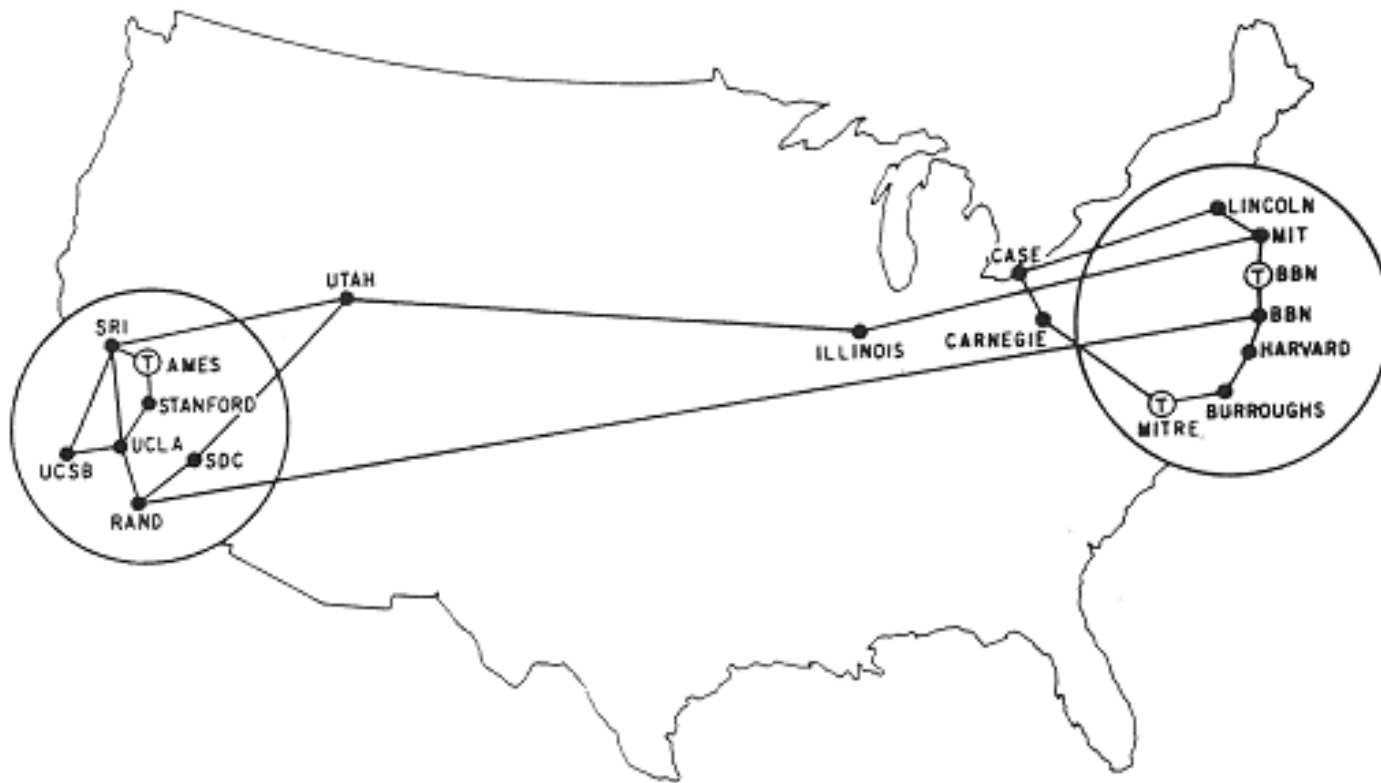 LINCOLN
MIT
CASE
T BBN
UTAH
BBN
SRI
ILLINOIS
CARNEGIE
HARVARD
T AMES
STANFORD
T
BURROUGHS
MITRE
UCLA
UCSB
SDC
RAND